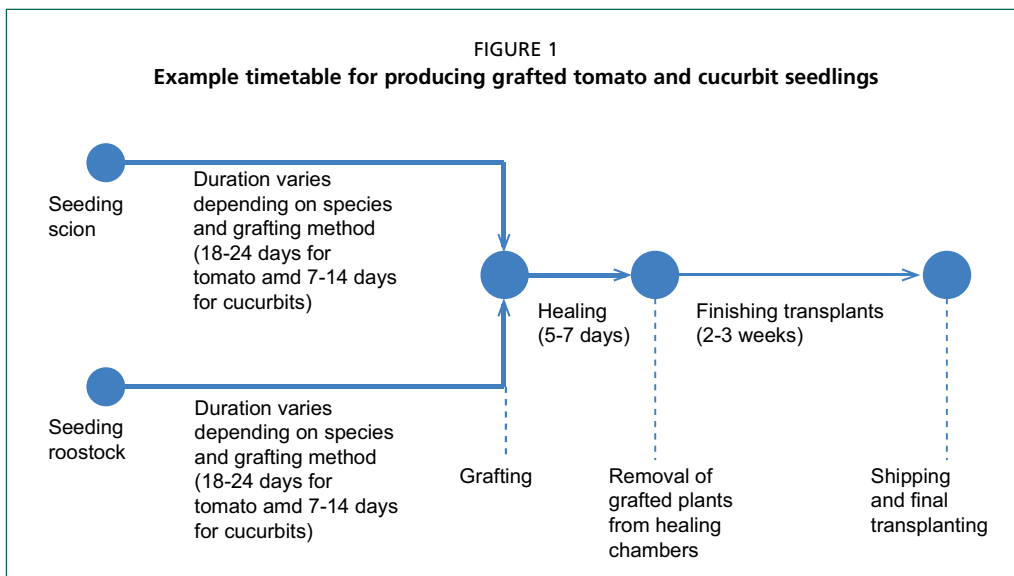 FIGURE 1
Example timetable for producing grafted tomato and cucurbit seedlings
Seeding
scion
Duration varies
depending on species
and grafting method
(18-24 days for
tomato amd 7-14 days
for cucurbits)
Healing
(5-7 days)
Finishing transplants
(2-3 weeks)
Seeding
roostock
Duration varies
depending on species
and grafting method
(18-24 days for
tomato amd 7-14 days
for cucurbits)
Grafting
Removal of
grafted plants
from healing
chambers
Shipping
and final
transplanting